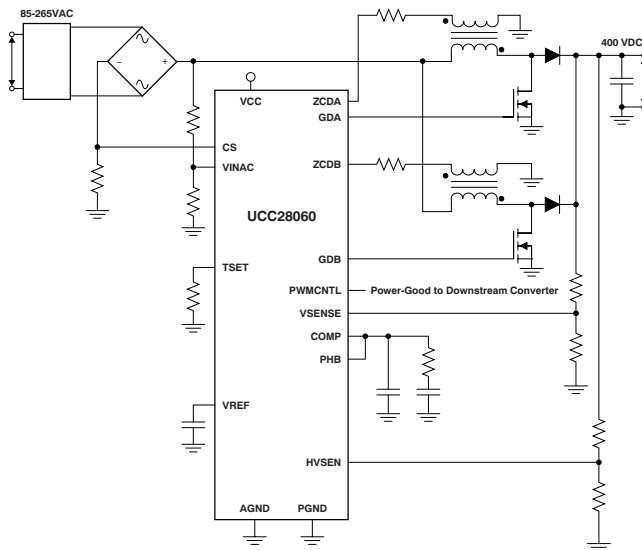 85-265VAC
400 VDC
−
+
VCC
ZCDA
GDA
CS
VINAC
ZCDB
UCC28060
TSET
GDB
PWMCNTL
Power-Good to Downstream Converter
VSENSE
COMP
PHB
VREF
HVSEN
AGND
PGND